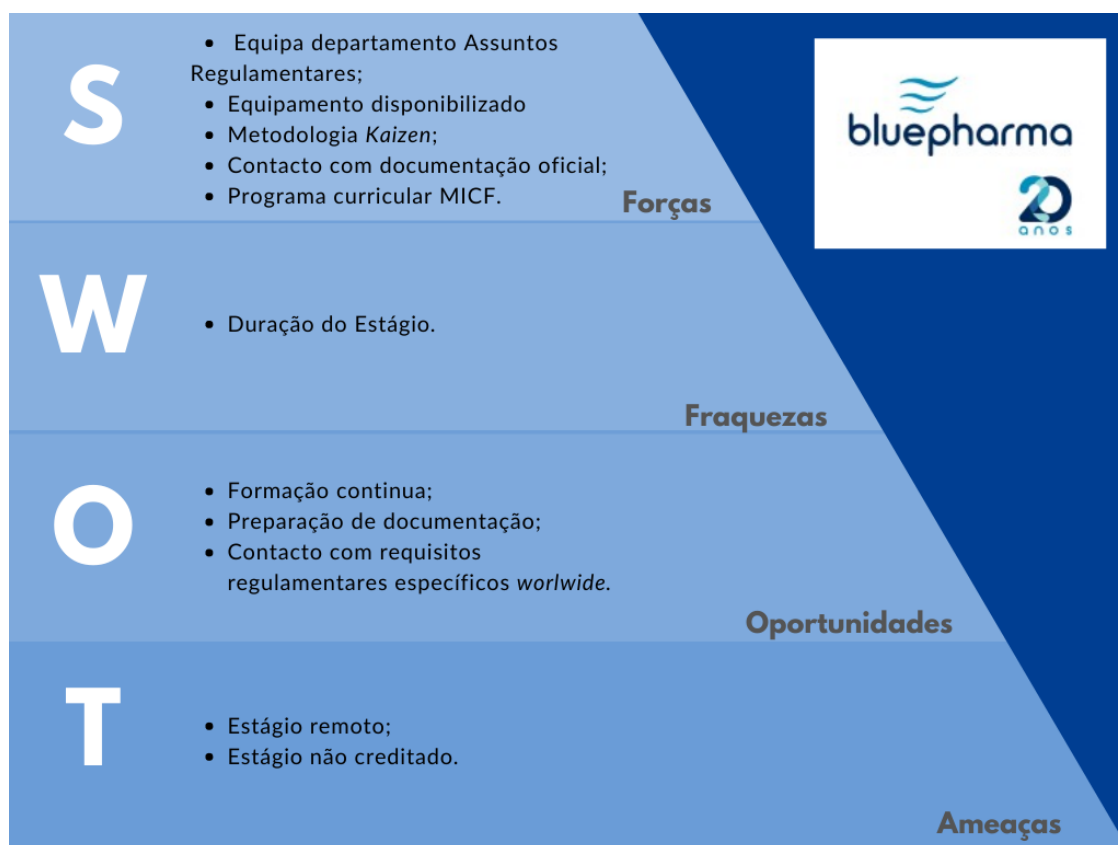 S
• Equipa departamento Assuntos
Regulamentares;
• Equipamento disponibilizado
• Metodologia Kaizen;
• Contacto com documentação oficial;
• Programa curricular MICF.
Forças
bluepharma
20
anos
W
• Duração do Estágio.
Fraquezas
O
• Formação continua;
• Preparação de documentação;
• Contacto com requisitos
regulamentares específicos worlwide.
Oportunidades
T
• Estágio remoto;
• Estágio não creditado.
Ameaças